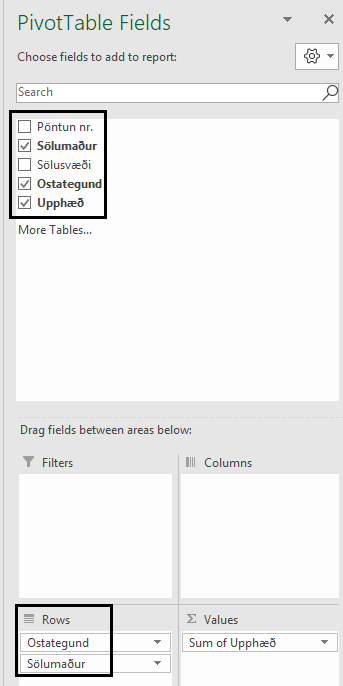 PivotTable Fields
Choose fields to add to report:
Search
Pöntun nr.
Sölumaður
Sölusvæði
Ostategund
Upphæð
More Tables...
Drag fields between areas below:
Filters
Columns
Rows
Values
Ostategund
Sum of Upphæð
Sölumaður